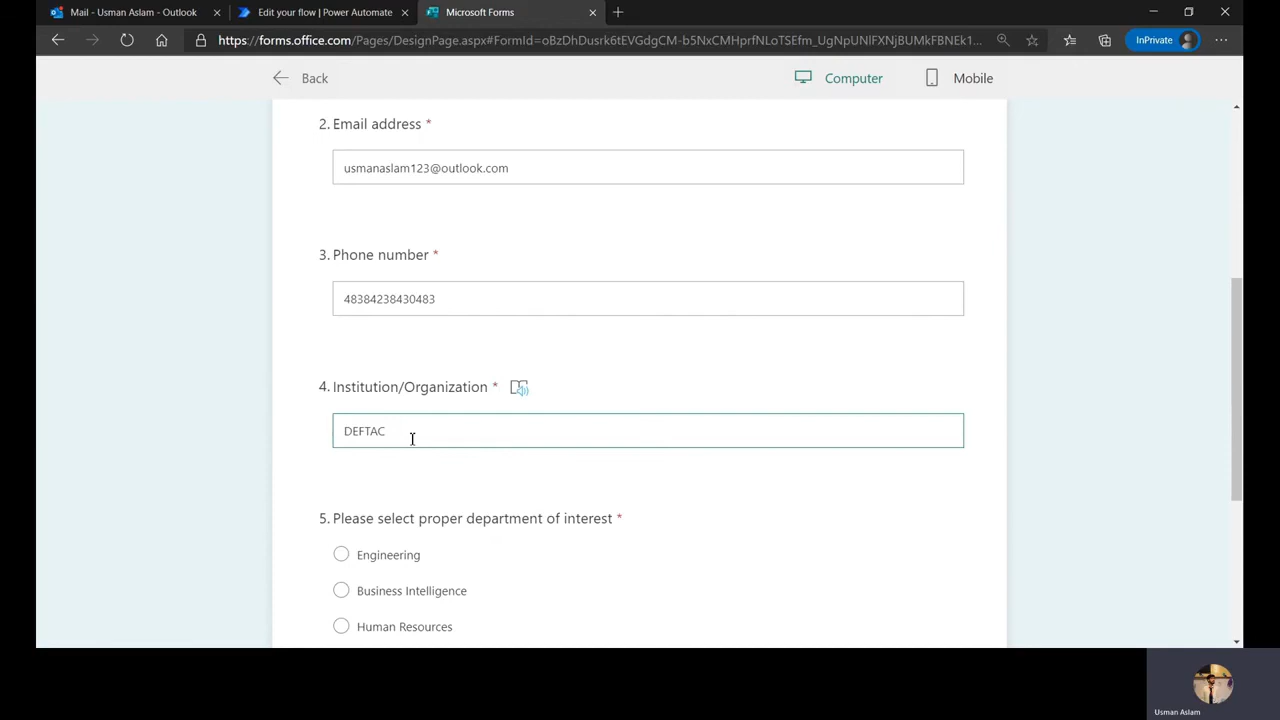 Mail - Usman Aslam - Outlook
Edit your flow | Power Automate
Microsoft Forms
https://forms.office.com/Pages/DesignPage.aspx#FormId=oBzDhDusrk6tEVGdgCM-b5NxCMHprfNLoTSEfm_UgNpUNlFXNjBUMkFBNEk1...
InPrivate
Back
Computer
Mobile
2. Email address *
usmanaslam123@outlook.com
3. Phone number *
48384238430483
4. Institution/Organization *
DEFTAC
5. Please select proper department of interest *
Engineering
Business Intelligence
Human Resources
Usman Aslam